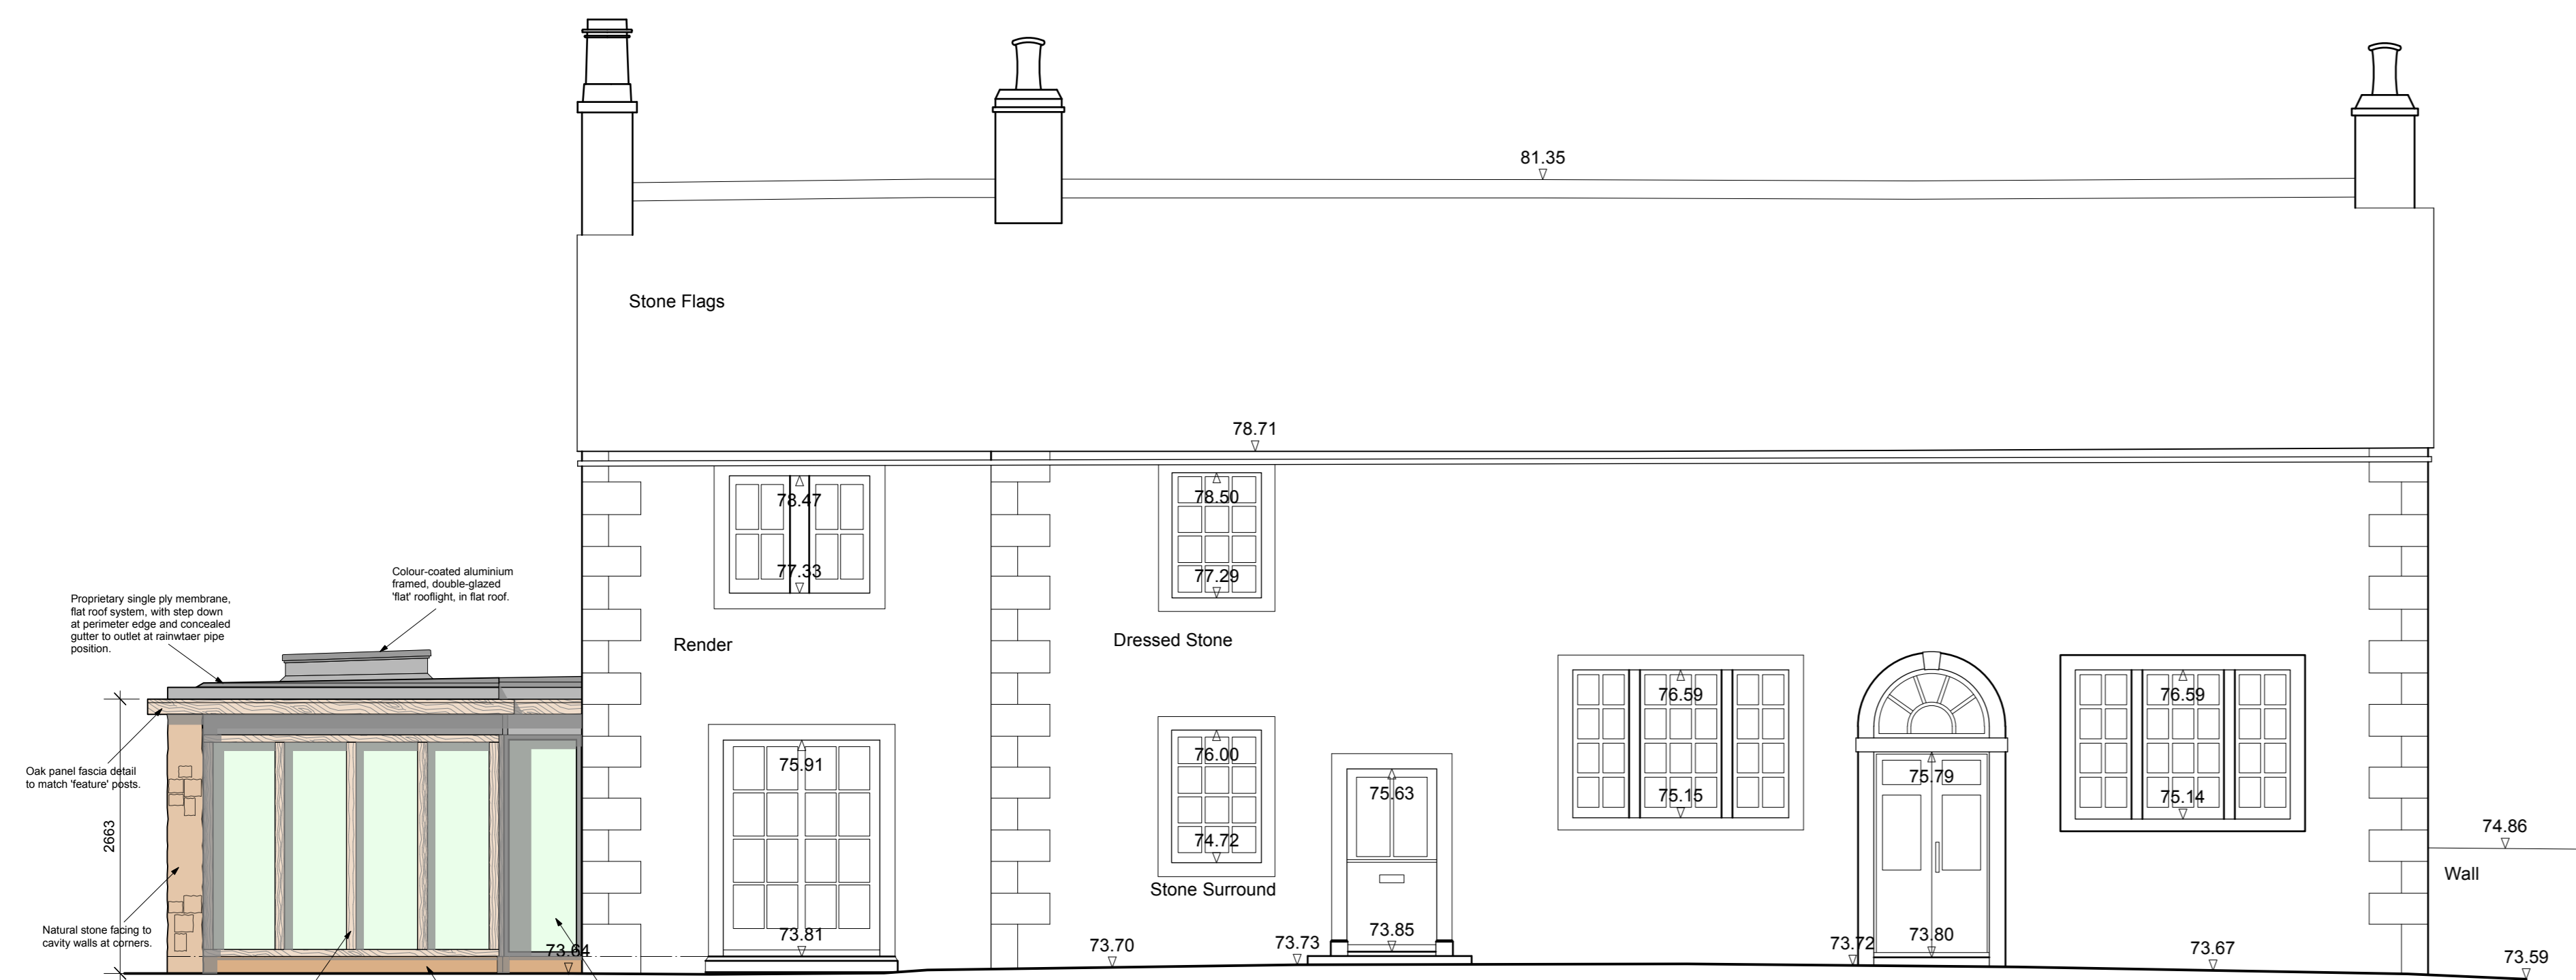 81.35
Stone Flags
78.71
78.47
78.50
77.33
77.29
Colour-coated aluminium
framed, double-glazed
'flat' rooflight, in flat roof.
Proprietary single ply membrane,
flat roof system, with step down
at perimeter edge and concealed
gutter to outlet at rainwtaer pipe
position.
Render
Dressed Stone
76.59
76.59
75.91
76.00
75.79
75.63
75.15
75.14
Oak panel fascia detail
to match 'feature' posts.
2663
74.72
74.86
Stone Surround
Wall
Natural stone facing to
cavity walls at corners.
73.64
73.81
73.70
73.73
73.85
73.72
73.80
73.67
73.59